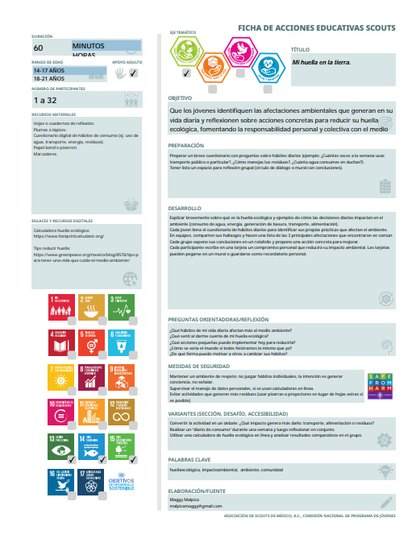 FICHA DE ACCIONES EDUCATIVAS SCOUTS
DURACIÓN
60 MINUTOS
HORAS
RANGO DE EDAD
APOYO ADULTO
14-17 AÑOS
18-21 AÑOS
NÚMERO DE PARTICIPANTES
1 a 32
RECURSOS MATERIALES
Hojas o cuadernos de reflexión.
Plumas o lápices.
Cuestionario digital de hábitos de consumo (ej. uso de
agua, transporte, energía, residuos).
Papel bond o pizarrón.
Marcadores.
ENLACES Y RECURSOS DIGITALES
Calculadora huella ecológica
https://www.footprintcalculator.org/
Tips reducir huella:
EJE TEMÁTICO
TÍTULO
Mi huella en la tierra.
OBJETIVO
Que los jóvenes identifiquen las afectaciones ambientales que generan en su
vida diaria y reflexionen sobre acciones concretas para reducir su huella
ecológica, fomentando la responsabilidad personal y colectiva con el medio
PREPARACIÓN
Preparar un breve cuestionario con preguntas sobre hábitos diarios (ejemplo: ¿Cuántas veces a la semana usas
transporte público o particular?, ¿Cómo manejas tus residuos?, ¿Cuánta agua consumes en duchas?).
Tener listo un espacio para reflexión grupal (círculo de diálogo o mural con conclusiones).
DESARROLLO
Explicar brevemente sobre qué es la huella ecológica y ejemplos de cómo las decisiones diarias impactan en el
ambiente (consumo de agua, energía, generación de basura, transporte, alimentación).
Cada joven llena el cuestionario de hábitos diarios para identificar sus propias prácticas que afectan el ambiente.
En equipos, comparten sus hallazgos y hacen una lista de las 3 principales afectaciones que encontraron en común.
Cada grupo expone sus conclusiones en un rotafolio y propone una acción concreta para mejorar.
Cada participante escribe en una tarjeta un compromiso personal que reducirá su impacto ambiental. Las tarjetas
pueden pegarse en un mural o guardarse como recordatorio personal.
PREGUNTAS ORIENTADORAS/REFLEXIÓN
¿Qué hábitos de mi vida diaria afectan más el medio ambiente?
¿Qué sentí al darme cuenta de mi huella ecológica?
¿Qué acciones pequeñas puedo implementar hoy para reducirla?
¿Cómo se vería el mundo si todos hiciéramos lo mismo que yo?
¿De qué forma puedo motivar a otros a cambiar sus hábitos?
MEDIDAS DE SEGURIDAD
Mantener un ambiente de respeto: no juzgar hábitos individuales, la intención es generar
conciencia, no señalar.
Supervisar el manejo de datos personales, si se usan calculadoras en línea.
Evitar actividades que generen más residuos (usar pizarras o proyectores en lugar de hojas extras si
es posible)
SAFE
FROM
HARM
VARIANTES (SECCIÓN, DESAFÍO, ACCESIBILIDAD)
Convertir la actividad en un debate: ¿Qué impacta genera más daño: transporte, alimentación o residuos?
Realizar un "diario de consumo" durante una semana y luego reflexionar en conjunto.
Utilizar una calculadora de huella ecológica en línea y analizar resultados comparativos en el grupo.
PALABRAS CLAVE
huellaecológica, impactoambiental, ambiente, comunidad
ELABORACIÓN/FUENTE
Maggy Malpica
malpicamaggy@gmail.com
ASOCIACIÓN DE SCOUTS DE MÉXICO, A.C., COMISIÓN NACIONAL DE PROGRAMA DE JÓVENES